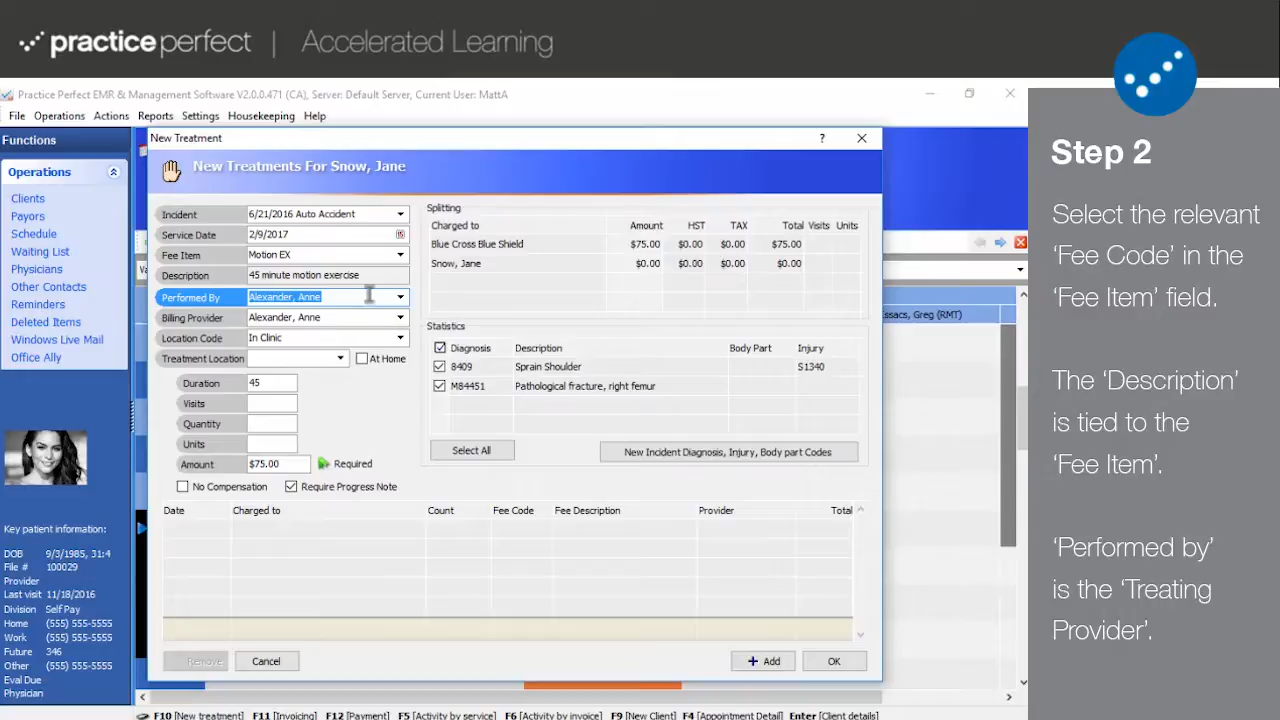 practiceperfect | Accelerated Learning
Practice Perfect EMR & Management Software V2.0.0.471 (CA), Server: Default Server, Current User: MattA
File Operations Actions Reports Settings Housekeeping Help
Functions
Operations
Clients
Payors
Schedule
Waiting List
Physicians
Other Contacts
Reminders
Deleted Items
Windows Live Mail
Office Ally
Key patient information:
DOB 9/3/1985, 31:4
File # 100029
Provider
Last visit 11/18/2016
Division Self Pay
Home (555) 555-5555
Work (555) 555-5555
Future 346
Other (555) 555-5555
Eval Due
Physician
New Treatment ?
New Treatments For Snow, Jane
Incident 6/21/2016 Auto Accident
Service Date 2/9/2017
Fee Item Motion EX
Description 45 minute motion exercise
Performed By Alexander, Anne
Billing Provider Alexander, Anne
Location Code In Clinic
Treatment Location At Home
Duration 45
Visits
Quantity
Units
Amount $75.00 Required
No Compensation Require Progress Note
Splitting
Charged to Amount HST TAX Total Visits Units
Blue Cross Blue Shield $75.00 $0.00 $0.00 $75.00
Snow, Jane $0.00 $0.00 $0.00 $0.00
Statistics
Diagnosis Description Body Part Injury
8409 Sprain Shoulder S1340
M84451 Pathological fracture, right femur
Select All New Incident Diagnosis, Injury, Body part Codes
Date Charged to Count Fee Code Fee Description Provider Total
Remove Cancel + Add OK
ssacs, Greg (RMT)
F10 [New treatment] F11 [Invoicing] F12 [Payment] F5 [Activity by service] F6 [Activity by invoice] F9 [New Client] F4 [Appointment Detail] Enter [Client details]
Step 2
Select the relevant
‘Fee Code’ in the
‘Fee Item’ field.
The ‘Description’
is tied to the
‘Fee Item’.
‘Performed by’
is the ‘Treating
Provider’.